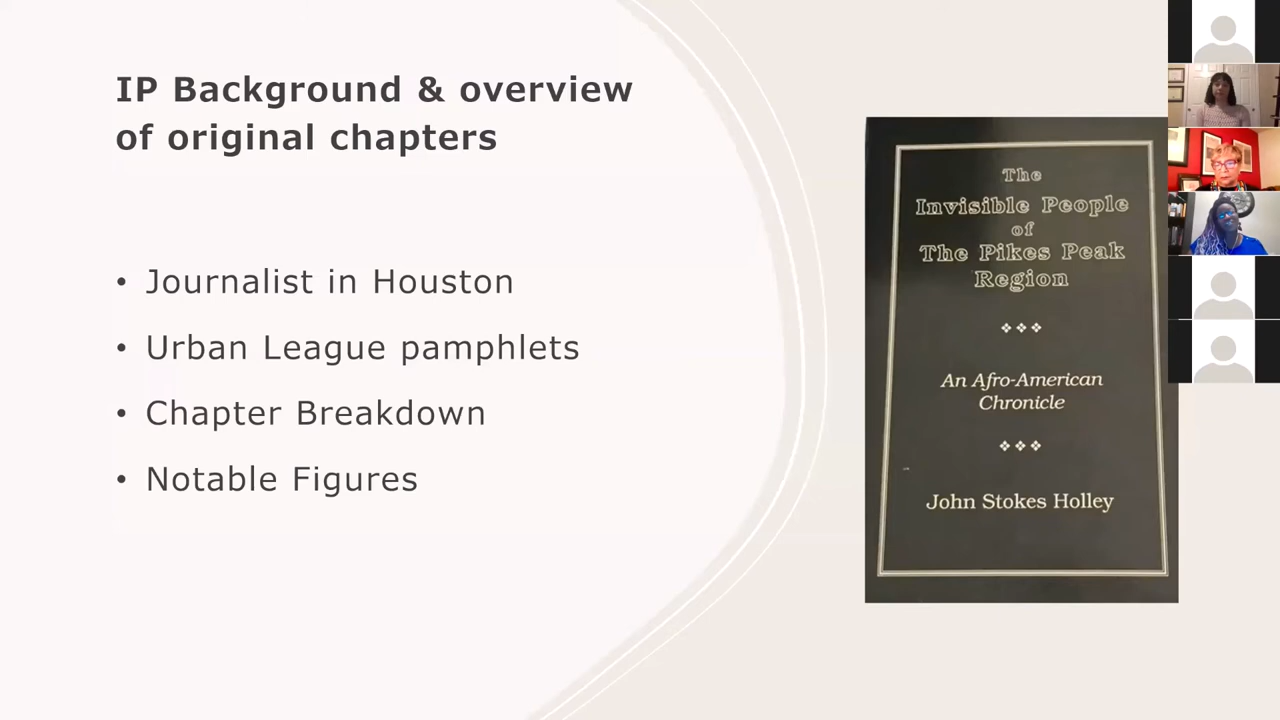 IP Background & overview
of original chapters
• Journalist in Houston
• Urban League pamphlets
• Chapter Breakdown
• Notable Figures
The
Invisible People
of
The Pikes Peak
Region
❖❖❖
An Afro-American
Chronicle
❖❖❖
John Stokes Holley